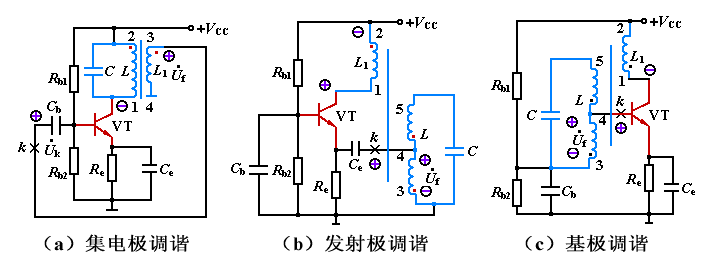 +VCC
2 3
Rb1 C L L1 U̇f
1 4
Cb
VT
k U̇k
Rb2 Re Ce
(a) 集电极调谐
+VCC
2
L1
Rb1
1
5
VT
L
k
Ce 4
C
Cb Rb2 Re U̇f
3
(b) 发射极调谐
+VCC
2
5 L1
Rb1
1
L k
C 4 VT
U̇f
3
Rb2 Cb Re Ce
(c) 基极调谐